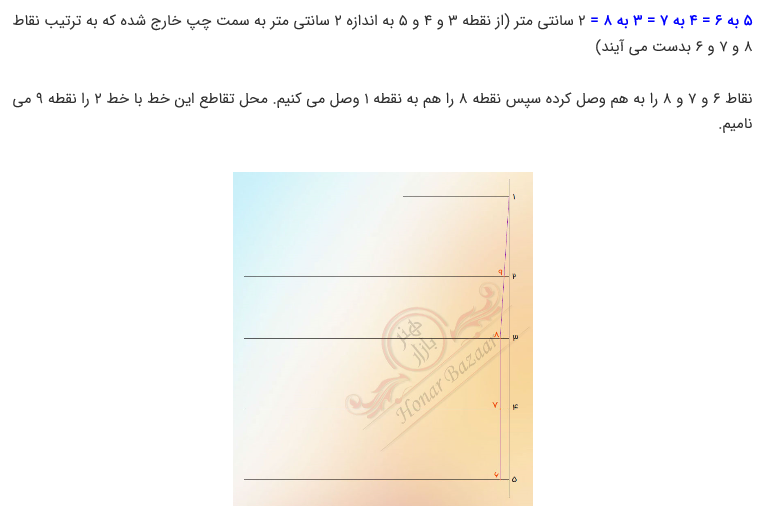 ۵ به ۶ = ۴ به ۷ = ۳ به ۸ = ۲ سانتی متر (از نقطه ۳ و ۴ و ۵ به اندازه ۲ سانتی متر به سمت چپ خارج شده که به ترتیب نقاط
۸ و ۷ و ۶ بدست می آیند)
نقاط ۶ و ۷ و ۸ را به هم وصل کرده سپس نقطه ۸ را هم به نقطه ۱ وصل می کنیم. محل تقاطع این خط با خط ۲ را نقطه ۹ می
نامیم.
۱
۹ ۲
۸ ۳
هنر
بازار
Honar Bazaar
۷ ۴
۶ ۵